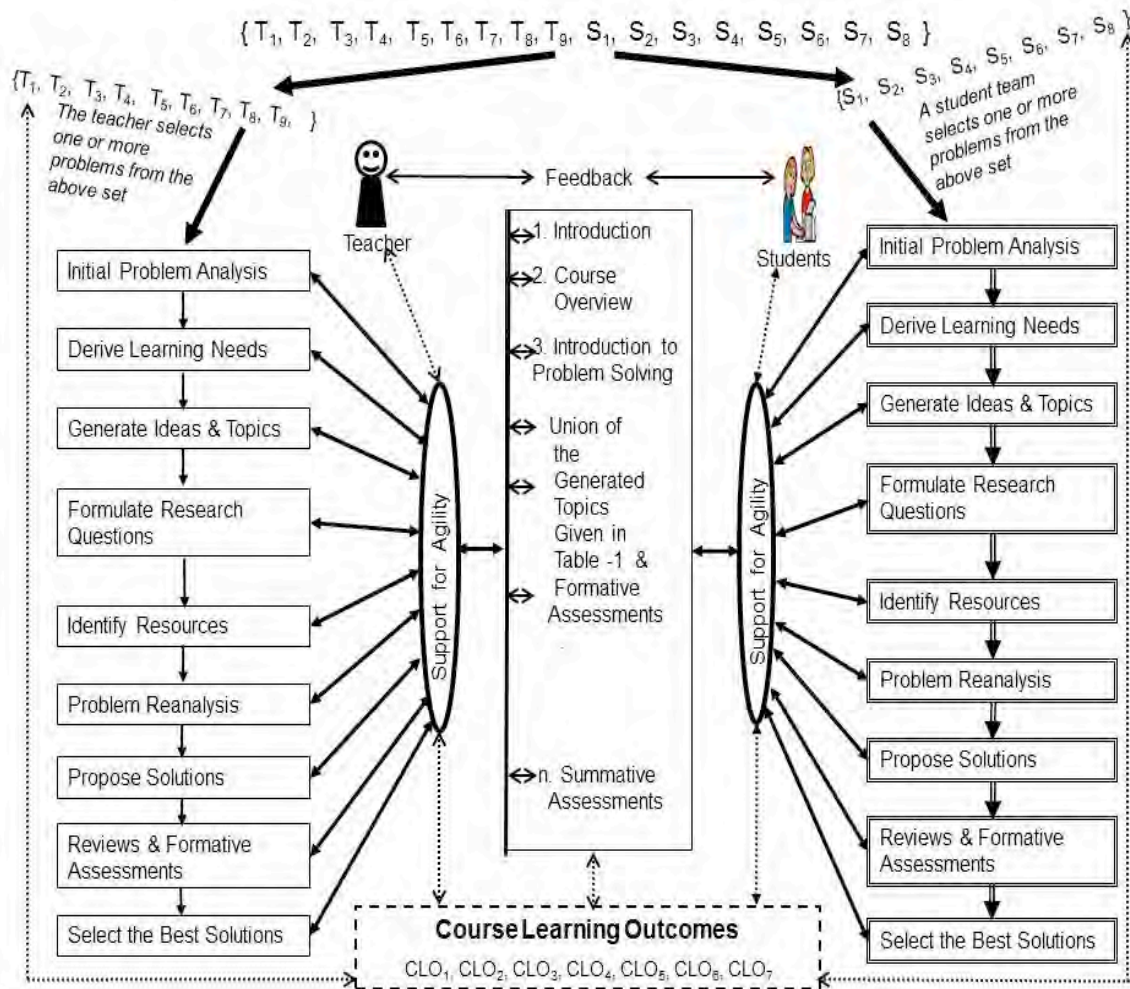 { T1, T2, T3, T4, T5, T6, T7, T8, T9, S1, S2, S3, S4, S5, S6, S7, S8 }
{T1, T2, T3, T4, T5, T6, T7, T8, T9, }
The teacher selects
one or more
problems from the
above set
{S1, S2, S3, S4, S5, S6, S7, S8}
A student team
selects one or more
problems from the
above set
Feedback
Teacher
Students
Initial Problem Analysis
Derive Learning Needs
Generate Ideas & Topics
Formulate Research
Questions
Identify Resources
Problem Reanalysis
Propose Solutions
Reviews & Formative
Assessments
Select the Best Solutions
Support for Agility
1. Introduction
2. Course
Overview
3. Introduction to
Problem Solving
Union of
the
Generated
Topics
Given in
Table -1 &
Formative
Assessments
n. Summative
Assessments
Support for Agility
Initial Problem Analysis
Derive Learning Needs
Generate Ideas & Topics
Formulate Research
Questions
Identify Resources
Problem Reanalysis
Propose Solutions
Reviews & Formative
Assessments
Select the Best Solutions
Course Learning Outcomes
CLO1, CLO2, CLO3, CLO4, CLO5, CLO6, CLO7